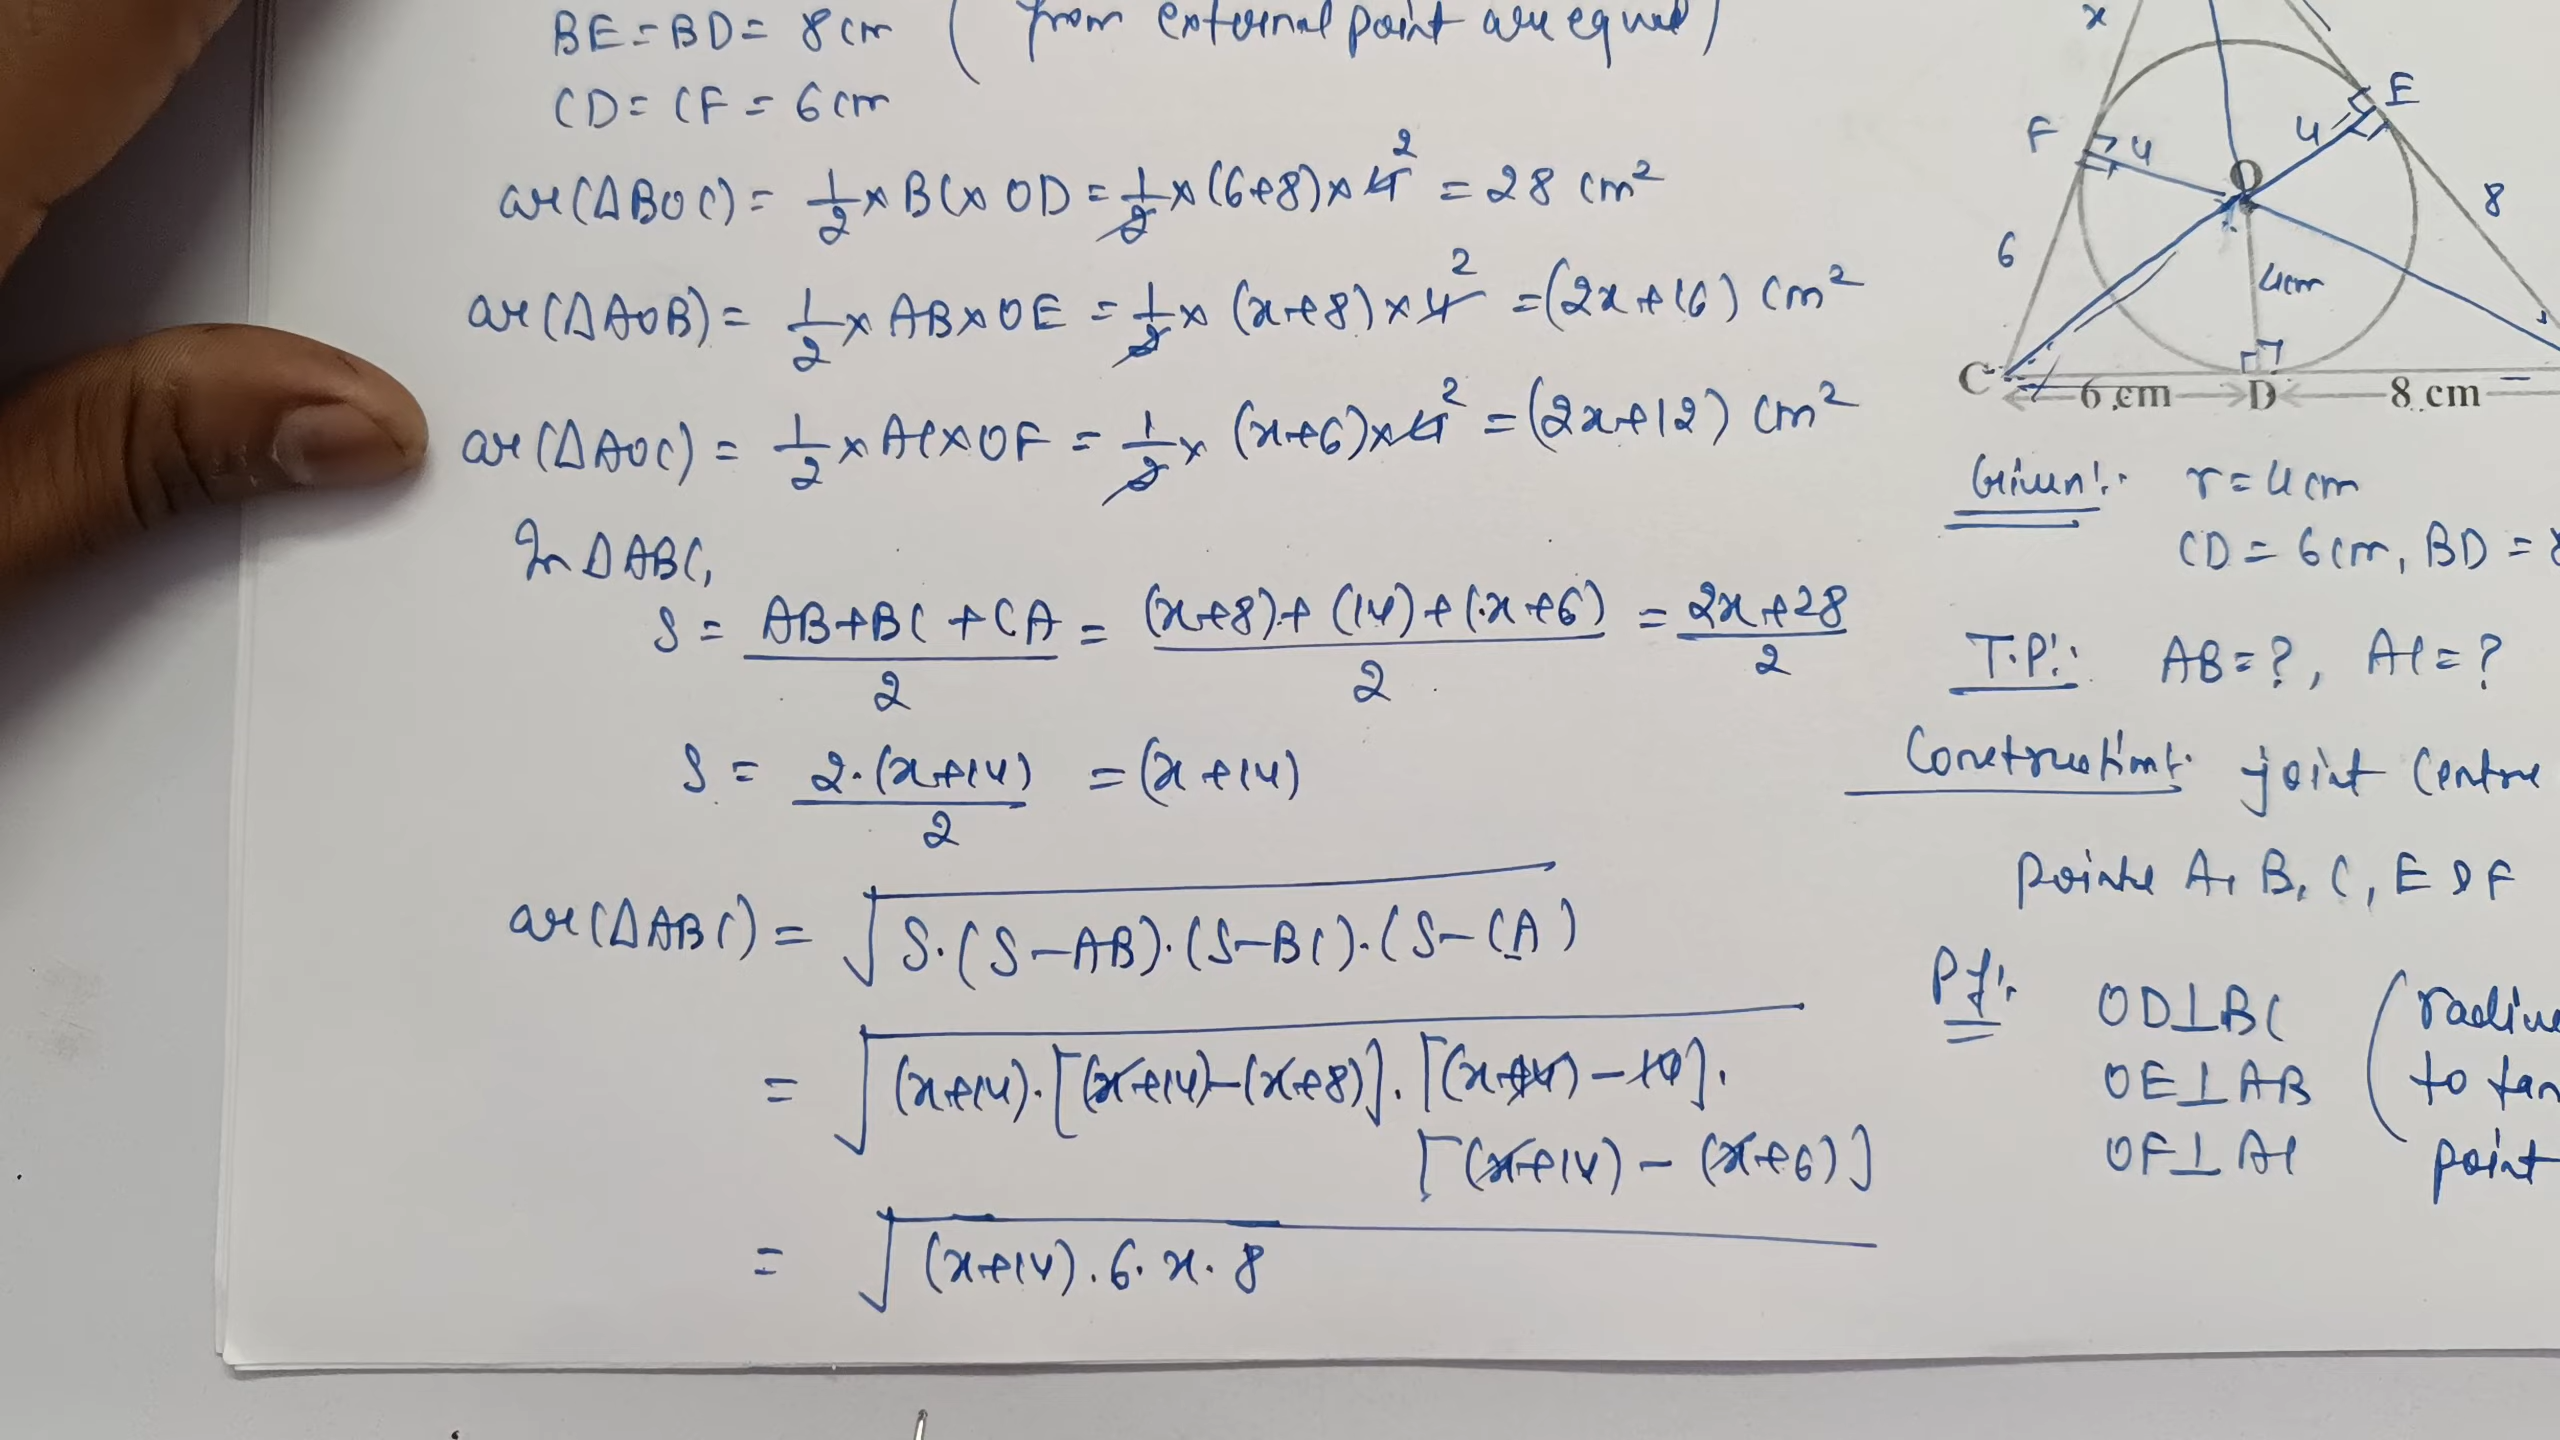 BE = BD = 8cm ( from external point are equal)
CD = CF = 6cm
ar(ΔBOC) = 1/2 × BC × OD = 1/2 × (6+8) × 4 2 = 28 cm²
ar(ΔAOB) = 1/2 × AB × OE = 1/2 × (x+8) × 4 2 = (2x+16) cm²
ar(ΔAOC) = 1/2 × AC × OF = 1/2 × (x+6) × 4 2 = (2x+12) cm²
In ΔABC,
S = AB+BC+CA/2 = (x+8)+(14)+(x+6)/2 = 2x+28/2
S = 2·(x+14)/2 = (x+14)
ar(ΔABC) = √S·(S−AB)·(S−BC)·(S−CA)
= √(x+14)·[(x+14)−(x+8)]·[(x+14)−14]·
[(x+14)−(x+6)]
= √(x+14)·6·x·8
x
E
F 4 4
O
8
6
4cm
C 6 cm D 8 cm
Given:- r = 4cm
CD = 6cm, BD =
T.P:- AB = ?, AC = ?
Construction:- joint centre
points A, B, C, E & F
Pf:- OD⊥BC (radius
OE⊥AB to tan
OF⊥AC point